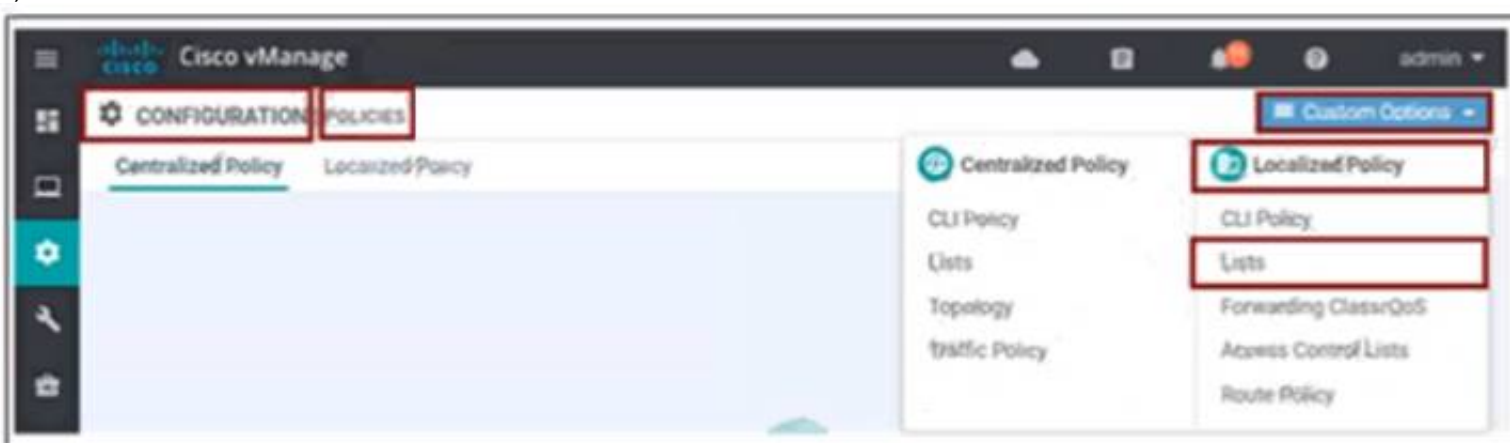 cisco Cisco vManage admin
CONFIGURATION POLICIES Custom Options
Centralized Policy Localized Policy
Centralized Policy
CLI Policy
Lists
Topology
Traffic Policy
Localized Policy
CLI Policy
Lists
Forwarding Class/QoS
Access Control Lists
Route Policy